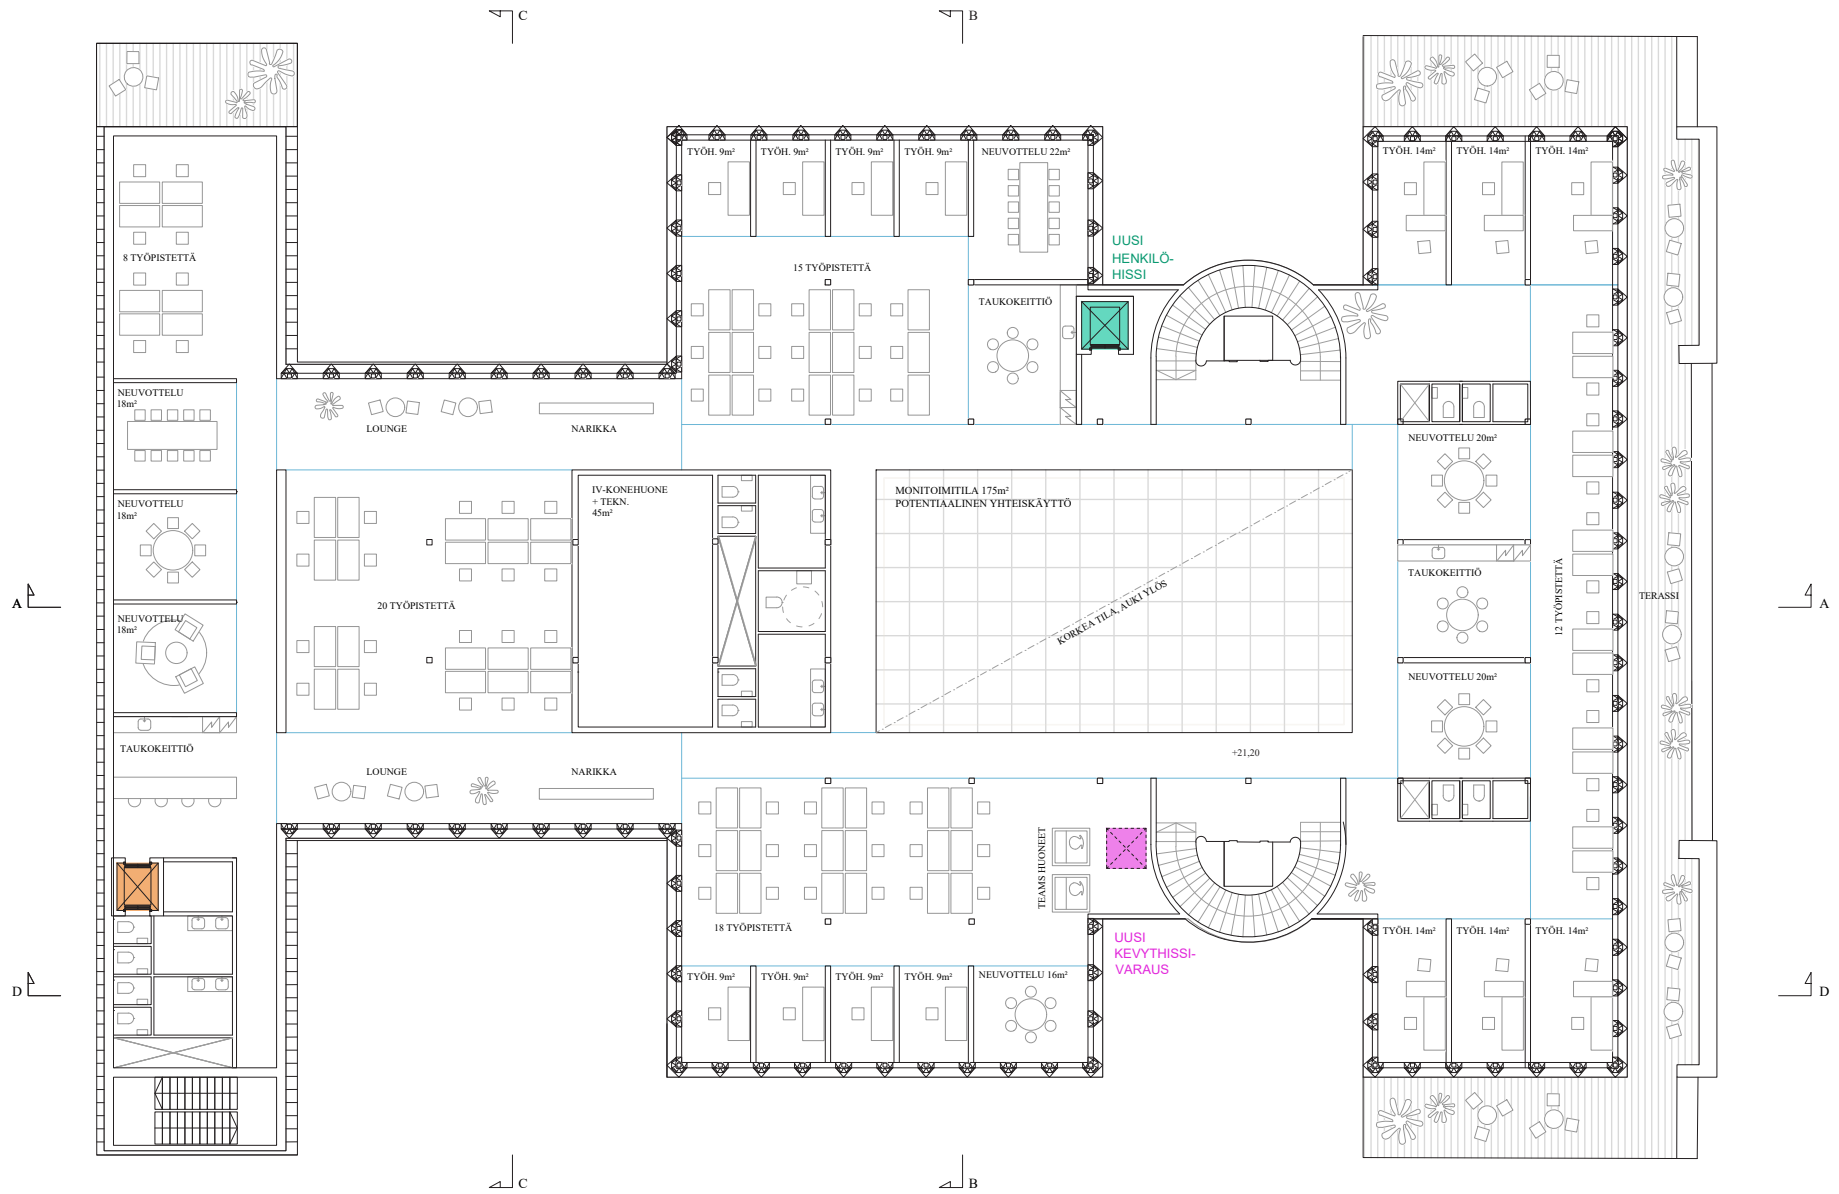 C
B
TYÖH. 9m²
TYÖH. 9m²
TYÖH. 9m²
TYÖH. 9m²
NEUVOTTELU 22m²
TYÖH. 14m²
TYÖH. 14m²
TYÖH. 14m²
8 TYÖPISTETTÄ
15 TYÖPISTETTÄ
UUSI
HENKILÖ-
HISSI
TAUKOKEITTIÖ
NEUVOTTELU
18m²
LOUNGE
NARIKKA
NEUVOTTELU 20m²
NEUVOTTELU
18m²
IV-KONEHUONE
+ TEKN.
45m²
MONITOIMITILA 175m²
POTENTIAALINEN YHTEISKÄYTTÖ
TAUKOKEITTIÖ
KORKEA TILA, AUKI YLÖS
12 TYÖPISTETTÄ
TERASSI
A
A
20 TYÖPISTETTÄ
NEUVOTTELU
18m²
NEUVOTTELU 20m²
TAUKOKEITTIÖ
+21,20
LOUNGE
NARIKKA
TEAMS HUONEET
18 TYÖPISTETTÄ
UUSI
KEVYTHISSI-
VARAUS
TYÖH. 14m²
TYÖH. 14m²
TYÖH. 14m²
TYÖH. 9m²
TYÖH. 9m²
TYÖH. 9m²
TYÖH. 9m²
NEUVOTTELU 16m²
D
D
C
B